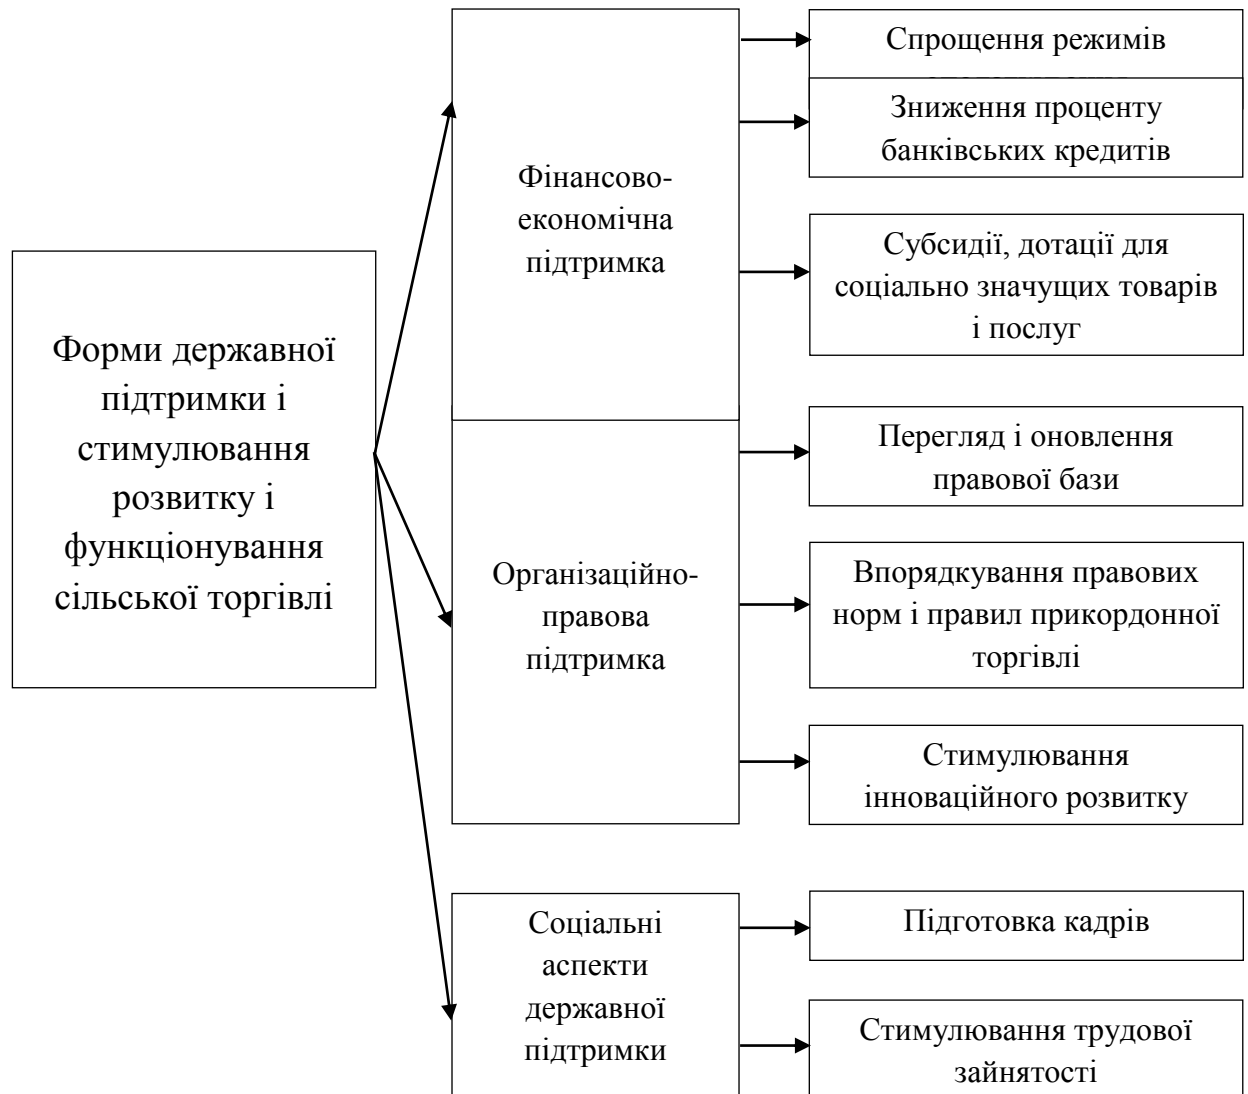 Форми державної
підтримки і
стимулювання
розвитку і
функціонування
сільської торгівлі
Фінансово-
економічна
підтримка
Спрощення режимів
Зниження проценту
банківських кредитів
Субсидії, дотації для
соціально значущих товарів
і послуг
Організаційно-
правова
підтримка
Перегляд і оновлення
правової бази
Впорядкування правових
норм і правил прикордонної
торгівлі
Стимулювання
інноваційного розвитку
Соціальні
аспекти
державної
підтримки
Підготовка кадрів
Стимулювання трудової
зайнятості